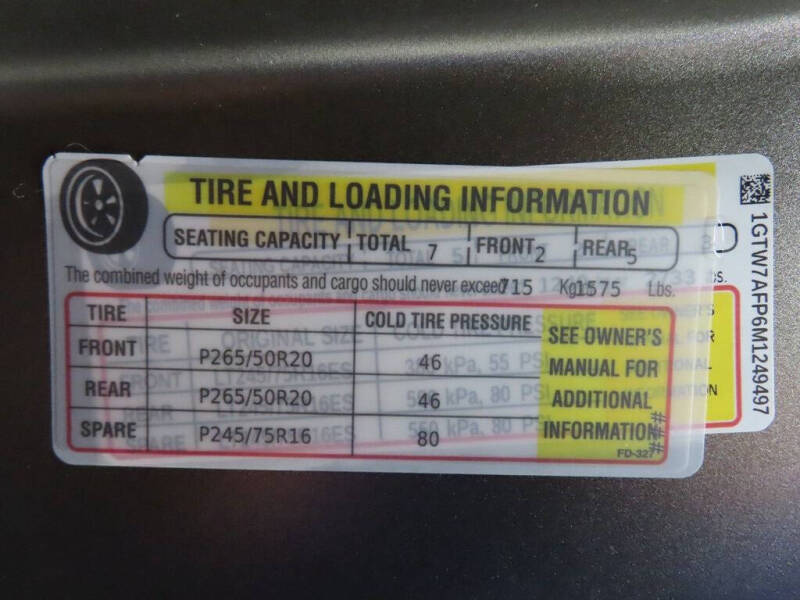 TIRE AND LOADING INFORMATION
SEATING CAPACITY TOTAL 7 FRONT 2 REAR 5
The combined weight of occupants and cargo should never exceed 715 Kg 1575 Lbs.
TIRE SIZE COLD TIRE PRESSURE SEE OWNER'S MANUAL FOR ADDITIONAL INFORMATION
FRONT P265/50R20 46
REAR P265/50R20 46
SPARE P245/75R16 80
FD-327
###
1GTW7AFP6M1249497